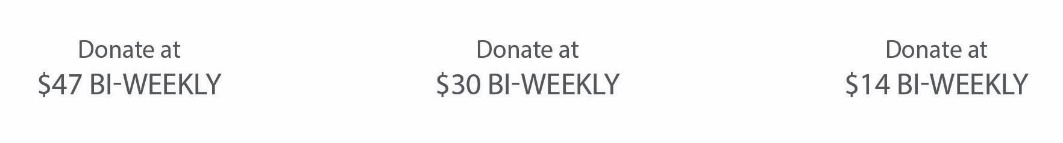 Donate at
$47 BI-WEEKLY
Donate at
$30 BI-WEEKLY
Donate at
$14 BI-WEEKLY